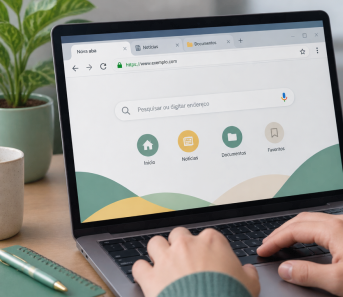 Nova aba
Notícias
Documentos
https://www.exemplo.com
Pesquisar ou digitar endereço
Início
Notícias
Documentos
Favoritos